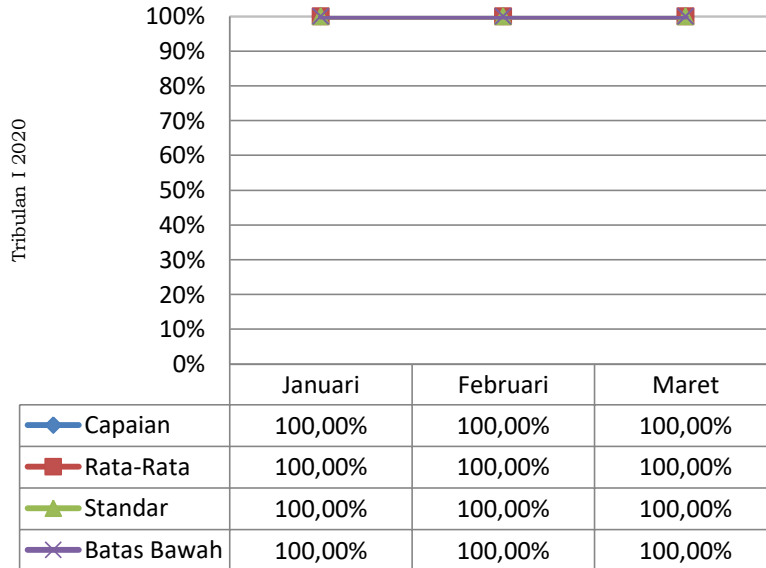 Tribulan I 2020
100%
90%
80%
70%
60%
50%
40%
30%
20%
10%
0%
Januari Februari Maret
Capaian 100,00% 100,00% 100,00%
Rata-Rata 100,00% 100,00% 100,00%
Standar 100,00% 100,00% 100,00%
Batas Bawah 100,00% 100,00% 100,00%